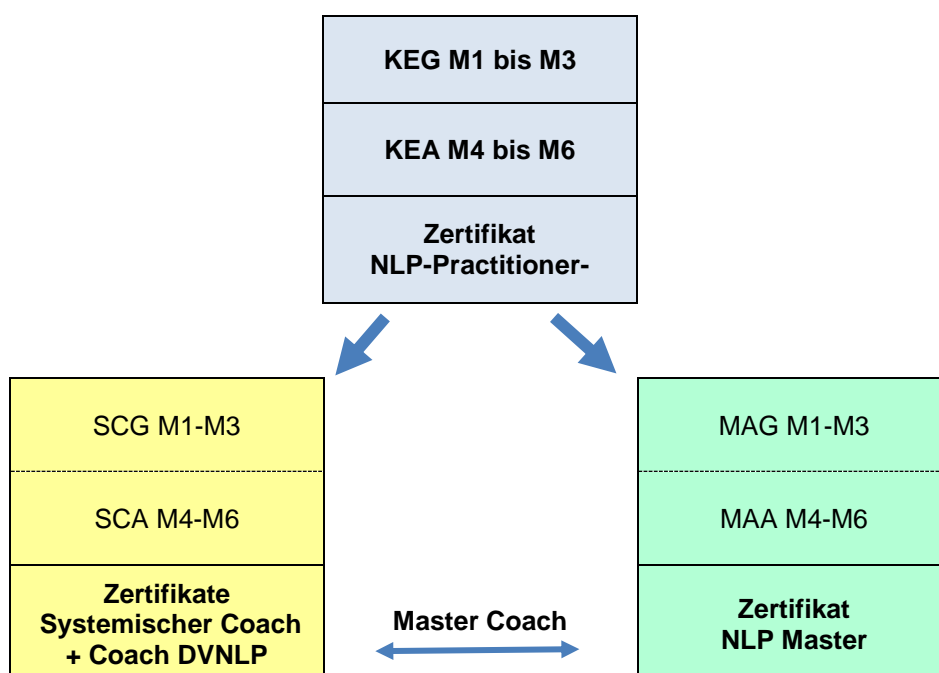 KEG M1 bis M3
KEA M4 bis M6
Zertifikat
NLP-Practitioner-
SCG M1-M3
SCA M4-M6
Zertifikate
Systemischer Coach
+ Coach DVNLP
Master Coach
MAG M1-M3
MAA M4-M6
Zertifikat
NLP Master